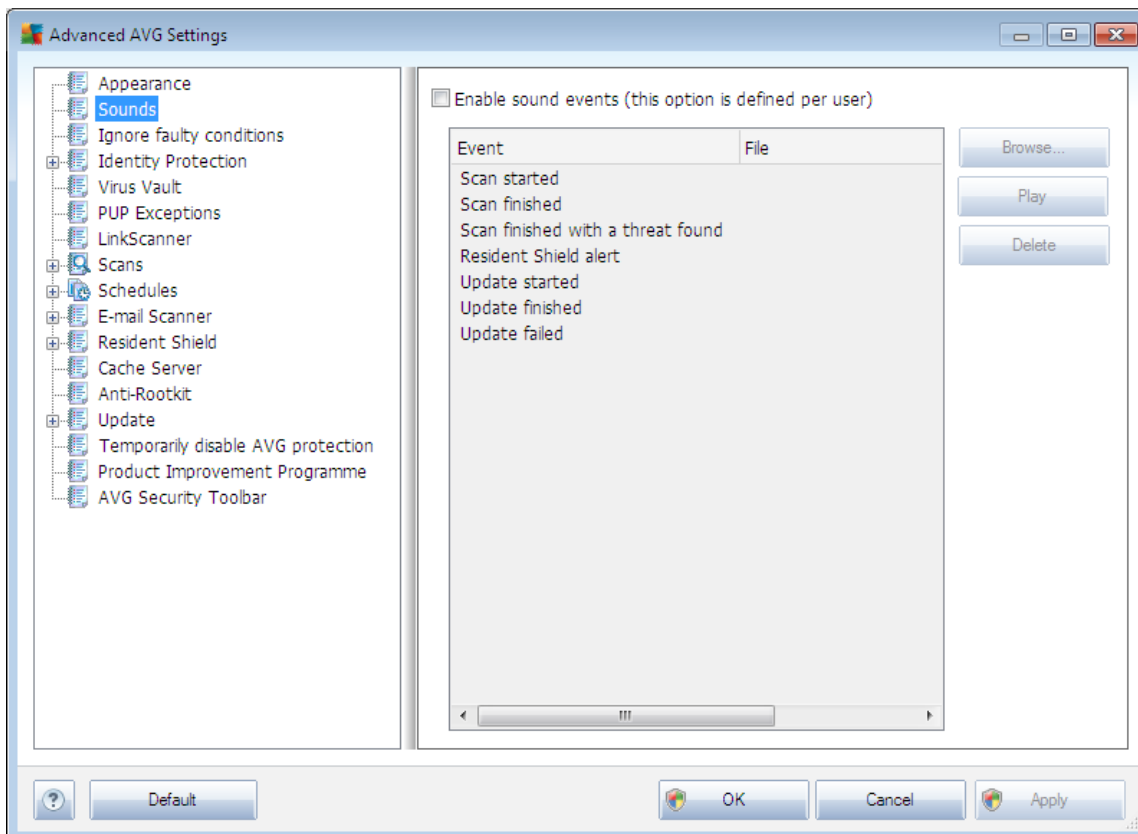 Advanced AVG Settings
Appearance
Sounds
Ignore faulty conditions
Identity Protection
Virus Vault
PUP Exceptions
LinkScanner
Scans
Schedules
E-mail Scanner
Resident Shield
Cache Server
Anti-Rootkit
Update
Temporarily disable AVG protection
Product Improvement Programme
AVG Security Toolbar
Enable sound events (this option is defined per user)
Event File
Scan started
Scan finished
Scan finished with a threat found
Resident Shield alert
Update started
Update finished
Update failed
Browse...
Play
Delete
? Default OK Cancel Apply